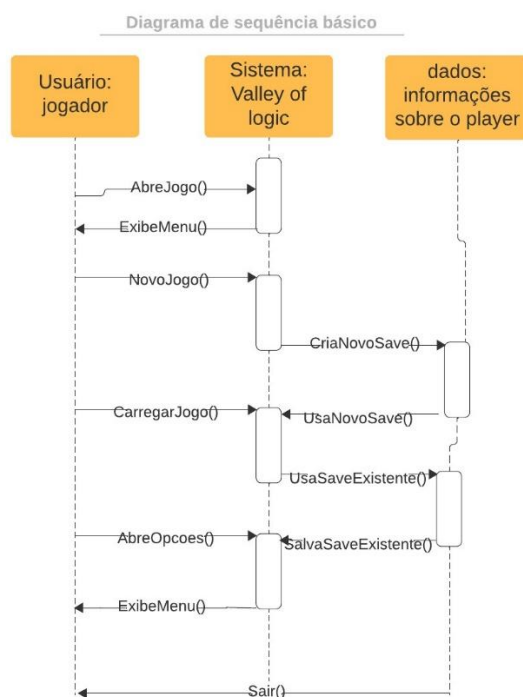 Diagrama de sequência básico
Usuário:
jogador
Sistema:
Valley of
logic
dados:
informações
sobre o player
AbreJogo()
ExibeMenu()
NovoJogo()
CriaNovoSave()
CarregarJogo()
UsaNovoSave()
UsaSaveExistente()
AbreOpcoes()
SalvaSaveExistente()
ExibeMenu()
Sair()